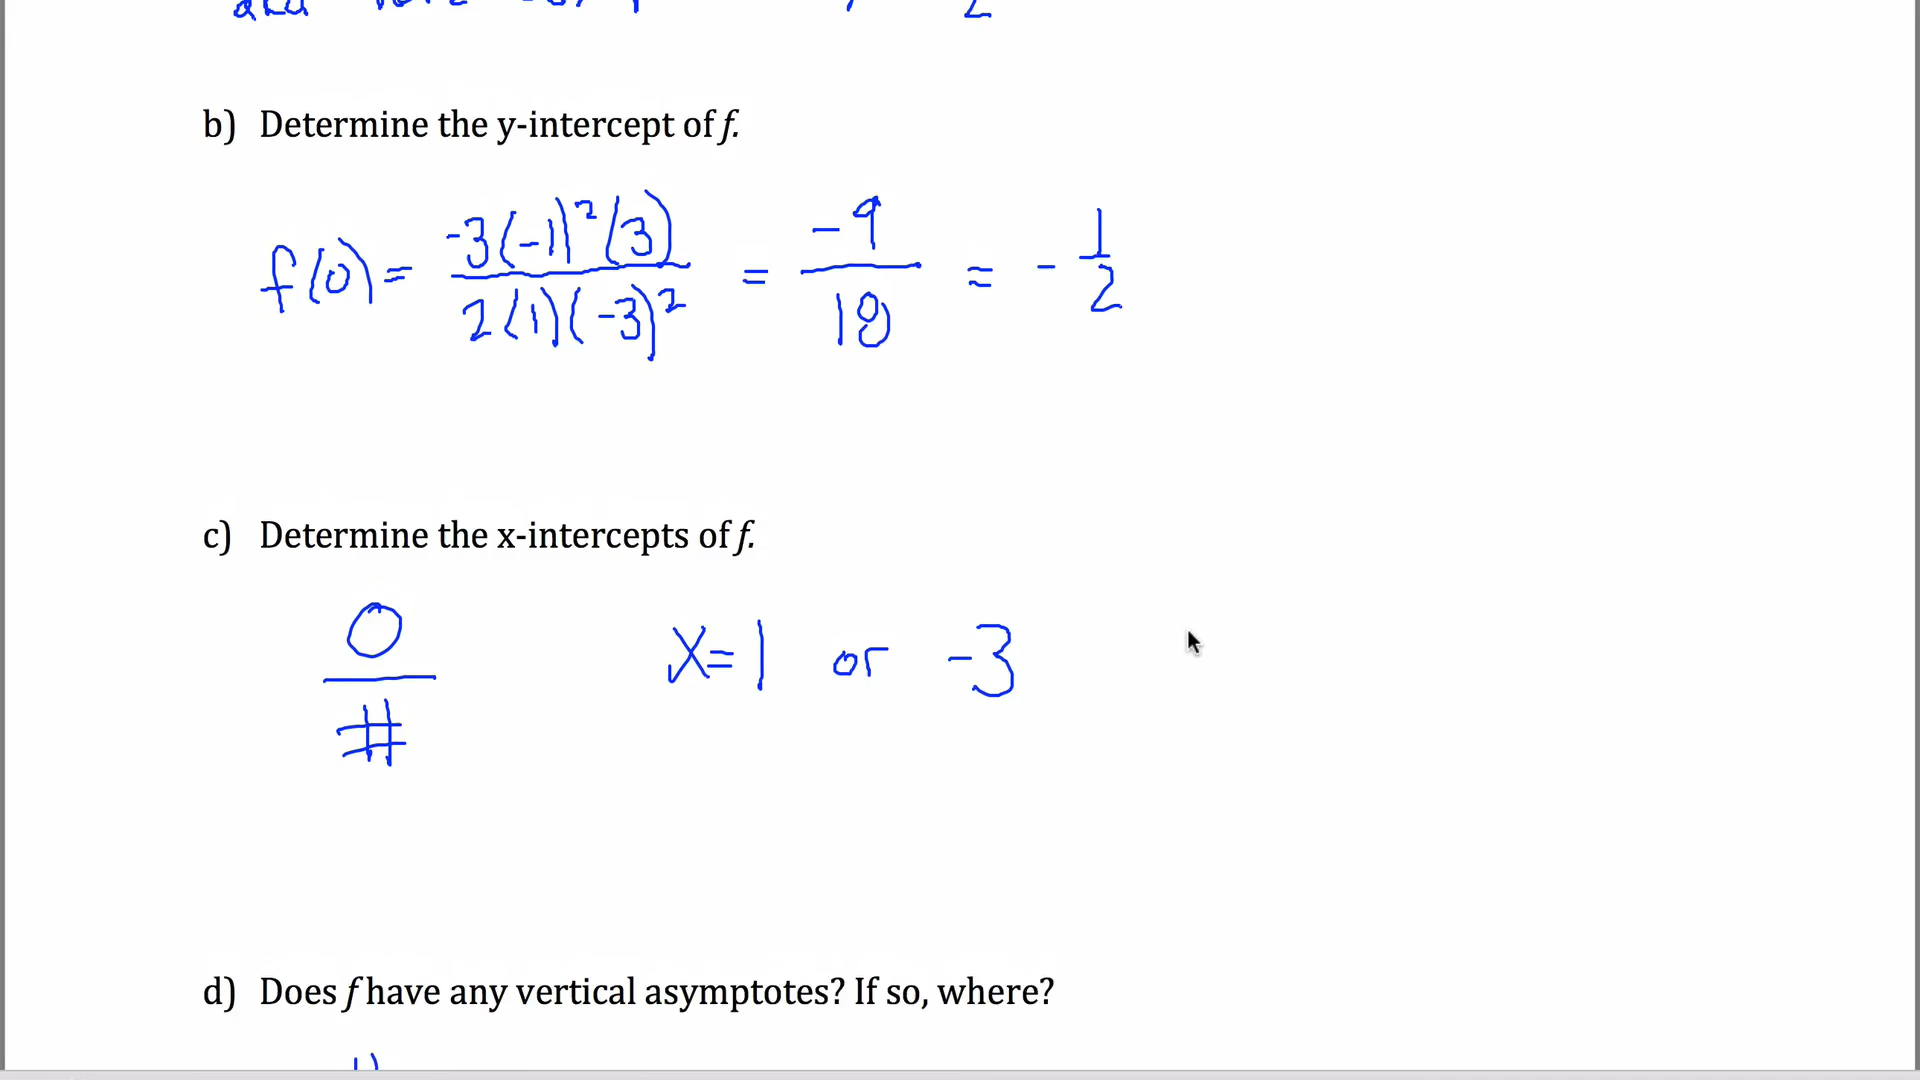 b) Determine the y-intercept of f.
f(0) = -3(-1)²(3) / 2(1)(-3)² = -9 / 18 = - 1/2
c) Determine the x-intercepts of f.
0 / # x=1 or -3
d) Does f have any vertical asymptotes? If so, where?